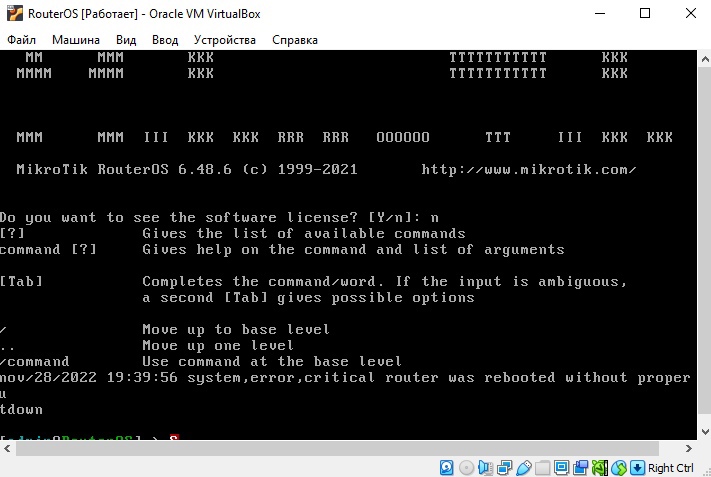 RouterOS [Работает] - Oracle VM VirtualBox
Файл Машина Вид Ввод Устройства Справка
MM MMM KKK TTTTTTTTTTT KKK
MMMM MMMM KKK TTTTTTTTTTT KKK
MMM MMM III KKK KKK RRR RRR OOOOOO TTT III KKK KKK
MikroTik RouterOS 6.48.6 (c) 1999-2021 http://www.mikrotik.com/
Do you want to see the software license? [Y/n]: n
[?] Gives the list of available commands
command [?] Gives help on the command and list of arguments
[Tab] Completes the command/word. If the input is ambiguous,
a second [Tab] gives possible options
/ Move up to base level
.. Move up one level
/command Use command at the base level
nov/28/2022 19:39:56 system,error,critical router was rebooted without proper
u
tdown
[admin@RouterOS] >
Right Ctrl